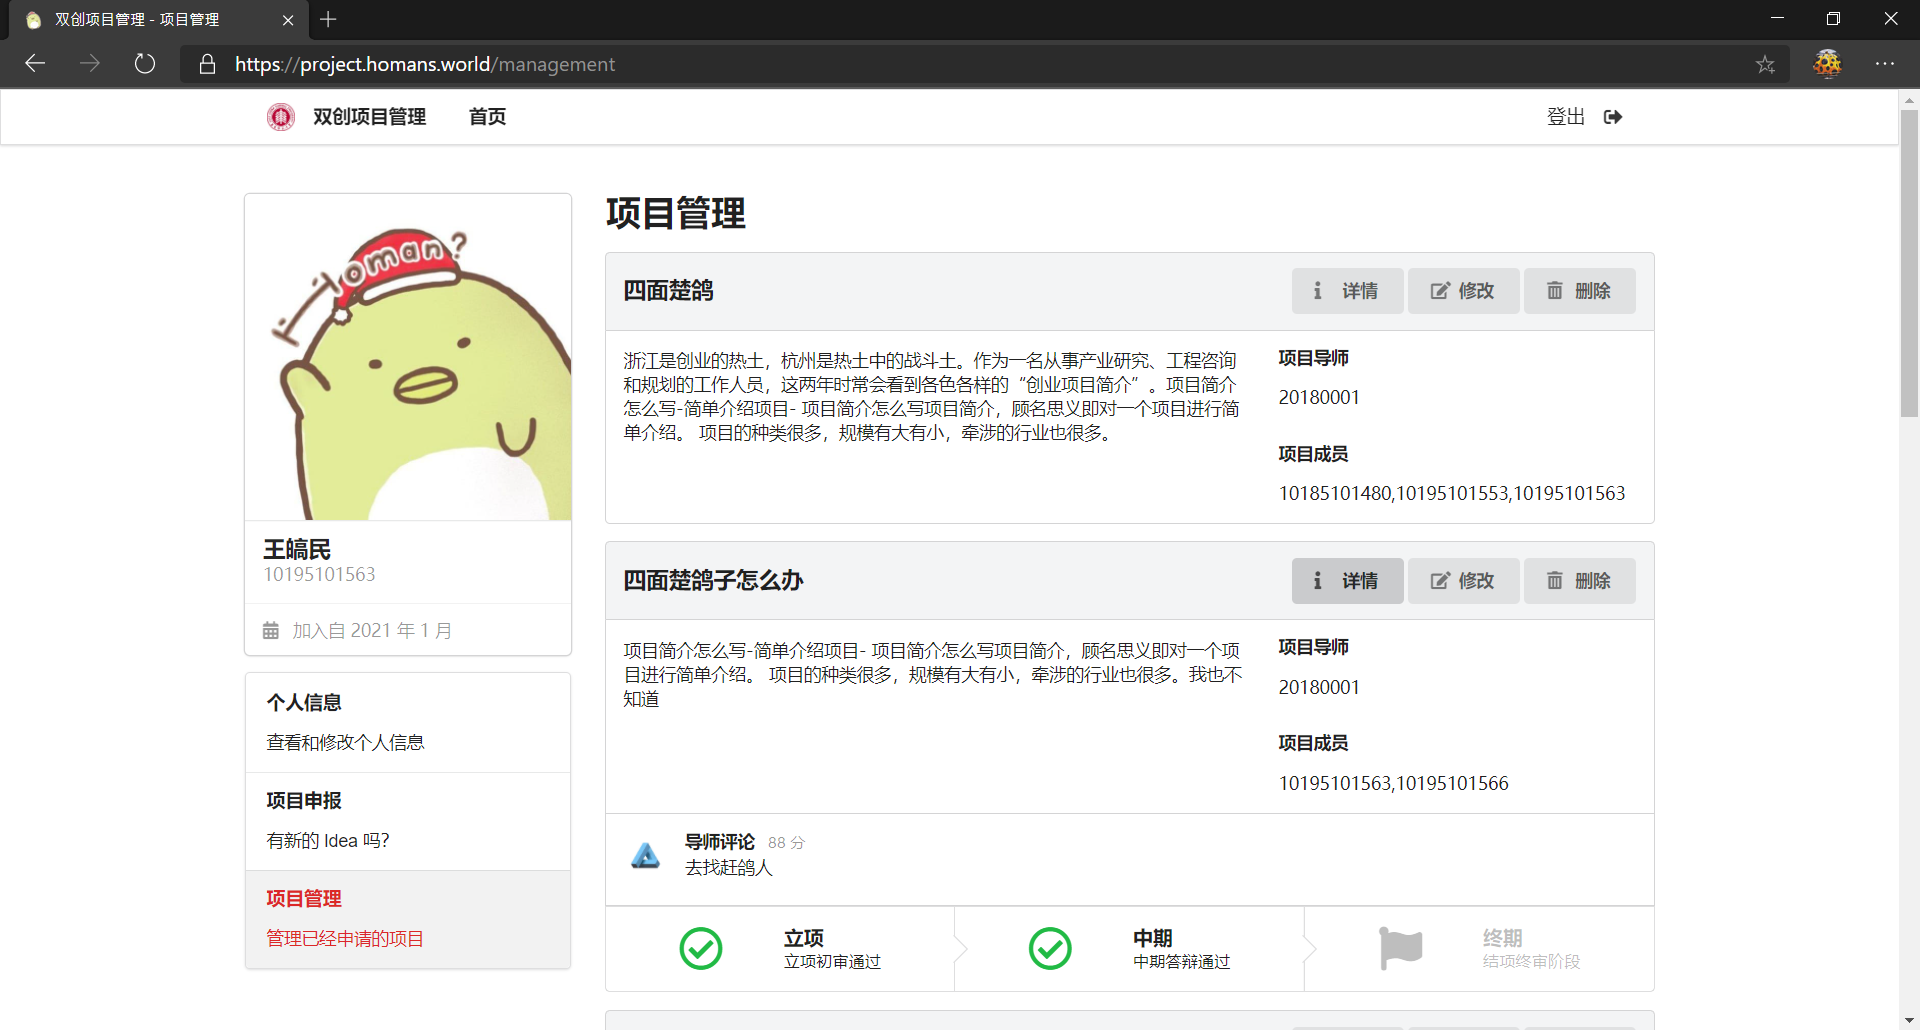 双创项目管理 - 项目管理
https://project.homans.world/management
双创项目管理
首页
登出
Homan?
王皜民
10195101563
加入自 2021 年 1 月
个人信息
查看和修改个人信息
项目申报
有新的 Idea 吗？
项目管理
管理已经申请的项目
项目管理
四面楚鸽
详情
修改
删除
浙江是创业的热土，杭州是热土中的战斗土。作为一名从事产业研究、工程咨询
和规划的工作人员，这两年时常会看到各色各样的“创业项目简介”。项目简介
怎么写-简单介绍项目- 项目简介怎么写项目简介，顾名思义即对一个项目进行简
单介绍。 项目的种类很多，规模有大有小，牵涉的行业也很多。
项目导师
20180001
项目成员
10185101480,10195101553,10195101563
四面楚鸽子怎么办
详情
修改
删除
项目简介怎么写-简单介绍项目- 项目简介怎么写项目简介，顾名思义即对一个项
目进行简单介绍。 项目的种类很多，规模有大有小，牵涉的行业也很多。我也不
知道
项目导师
20180001
项目成员
10195101563,10195101566
导师评论 88 分
去找赶鸽人
立项
立项初审通过
中期
中期答辩通过
终期
结项终审阶段